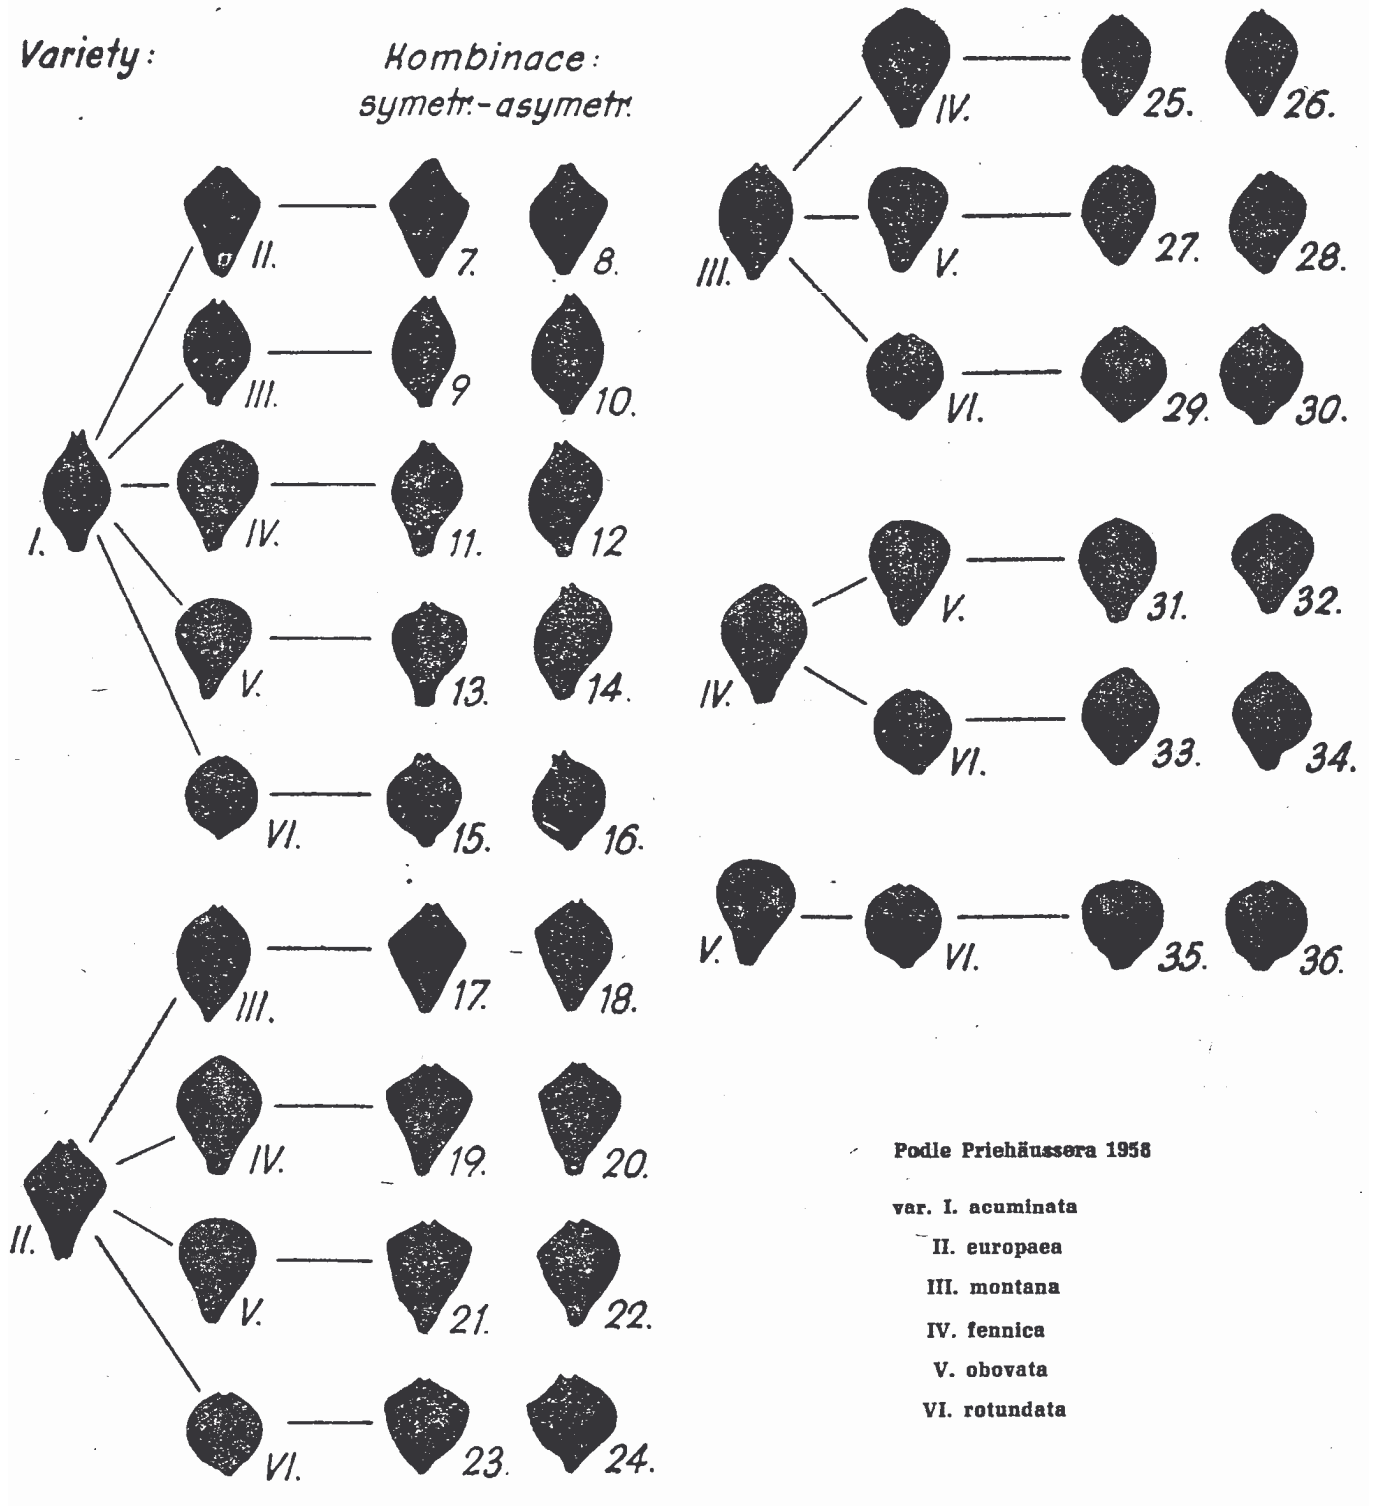 Variety:
Kombinace:
symetr.-asymetr.
I.
II.
7.
8.
III.
9
10.
IV.
11.
12
V.
13.
14.
VI.
15.
16.
II.
III.
17.
18.
IV.
19.
20.
V.
21.
22.
VI.
23.
24.
III.
IV.
25.
26.
V.
27.
28.
VI.
29.
30.
IV.
V.
31.
32.
VI.
33.
34.
V.
VI.
35.
36.
Podle Priehäussera 1958
var. I. acuminata
II. europaea
III. montana
IV. fennica
V. obovata
VI. rotundata